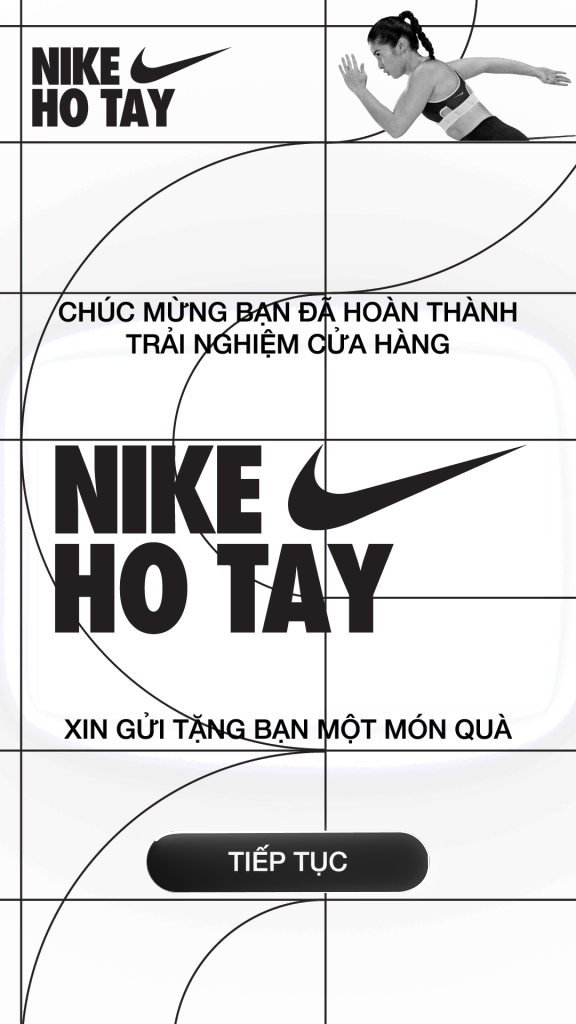 NIKE
HO TAY
CHÚC MỪNG BẠN ĐÃ HOÀN THÀNH
TRẢI NGHIỆM CỬA HÀNG
NIKE
HO TAY
XIN GỬI TẶNG BẠN MỘT MÓN QUÀ
TIẾP TỤC